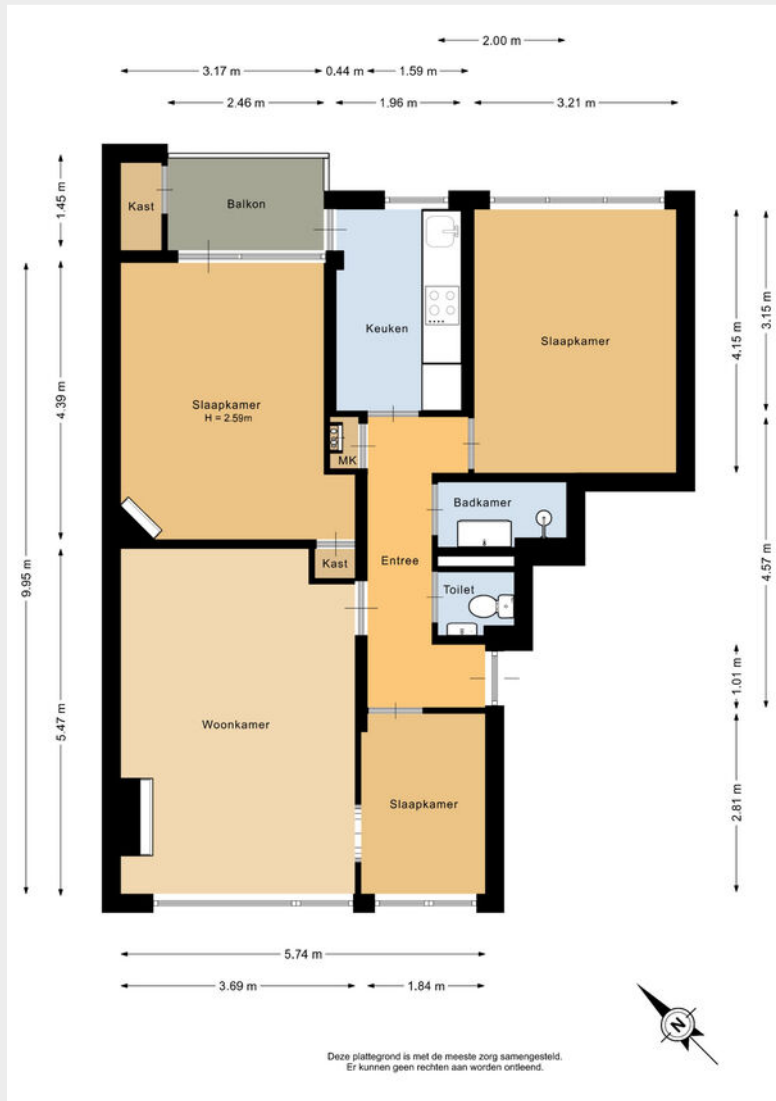 2.00 m
3.17 m 0.44 m 1.59 m
2.46 m 1.96 m 3.21 m
1.45 m
Kast
Balkon
3.15 m
4.15 m
Keuken
Slaapkamer
4.39 m
Slaapkamer
H = 2.59m
MK
Badkamer
Entree
Kast
4.57 m
9.95 m
Toilet
1.01 m
5.47 m
Woonkamer
Slaapkamer
2.81 m
5.74 m
3.69 m 1.84 m
N
Deze plattegrond is met de meeste zorg samengesteld.
Er kunnen geen rechten aan worden ontleend.